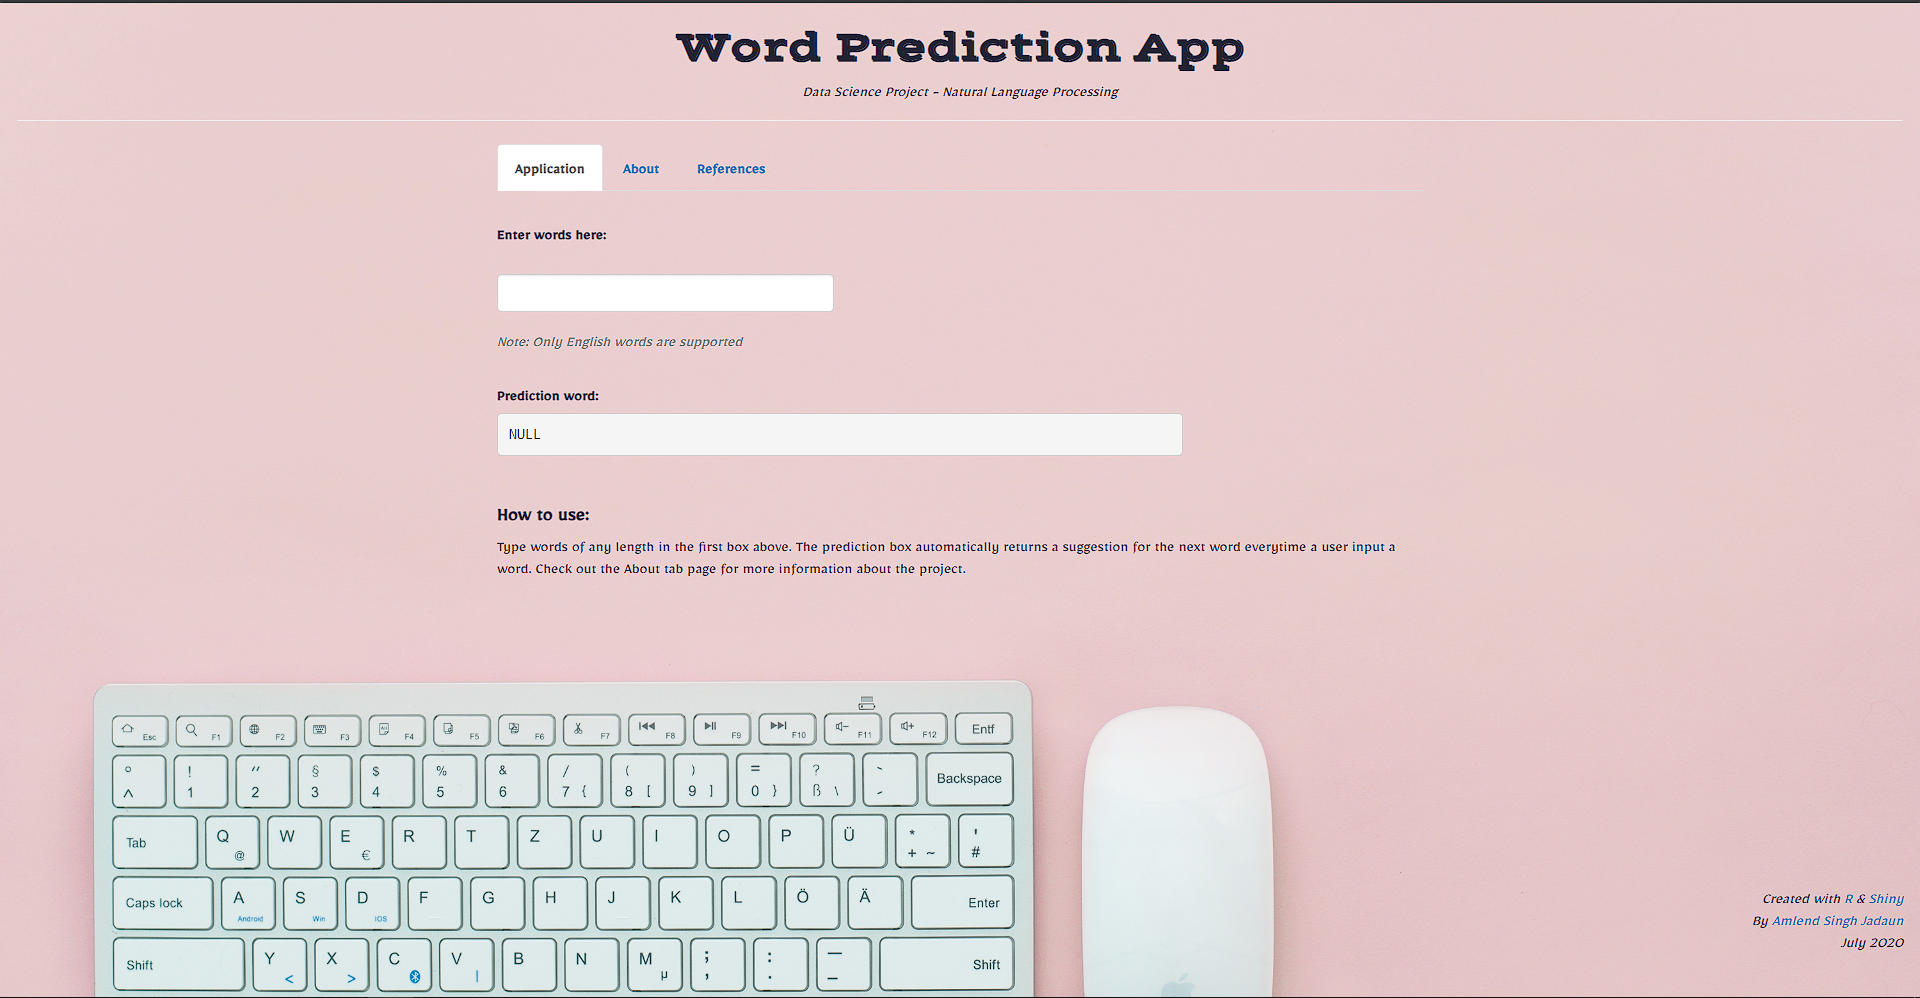 Word Prediction App
Data Science Project - Natural Language Processing
Application About References
Enter words here:
Note: Only English words are supported
Prediction word:
NULL
How to use:
Type words of any length in the first box above. The prediction box automatically returns a suggestion for the next word everytime a user input a
word. Check out the About tab page for more information about the project.
Esc F1 F2 F3 F4 F5 F6 F7 F8 F9 F10 F11 F12 Entf
° ! " § $ % & / ( ) = ? `
^ 1 2 3 4 5 6 7 { 8 [ 9 ] 0 } ß \ ´
Tab Q W E R T Z U I O P Ü * '
@ € + ~ #
Caps lock A S D F G H J K L Ö Ä Enter
Android Win IOS
Shift Y X C V B N M ; : — Shift
< > | µ , . _
Created with R & Shiny
By Amlend Singh Jadaun
July 2020